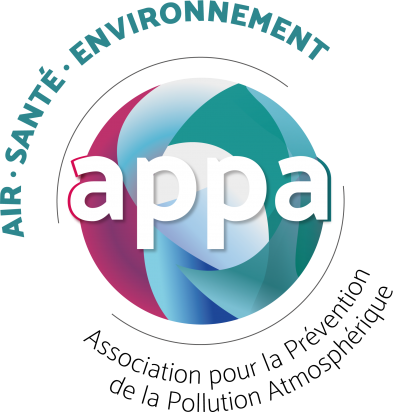 AIR · SANTÉ · ENVIRONNEMENT
appa
Association pour la Prévention
de la Pollution Atmosphérique